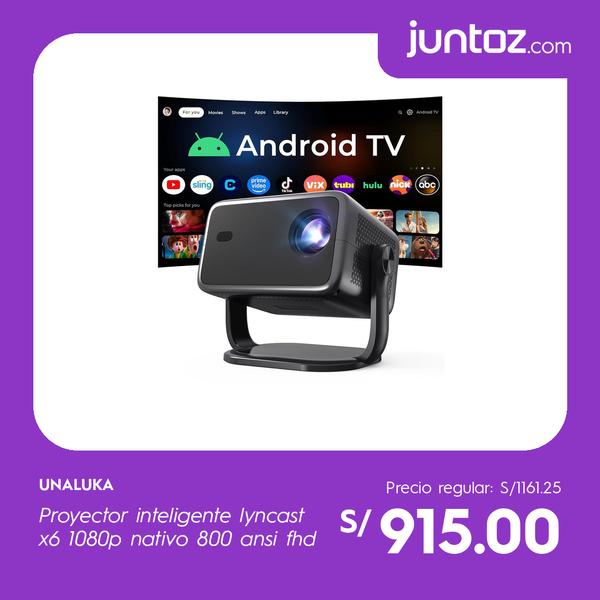 juntoz.com
For you Movies Shows Apps Library Android TV
Android TV
Your apps
sling prime video TikTok ViX tubi hulu nick abc
Top picks for you
UNALUKA
Precio regular: S/1161.25
Proyector inteligente lyncast
x6 1080p nativo 800 ansi fhd
S/ 915.00